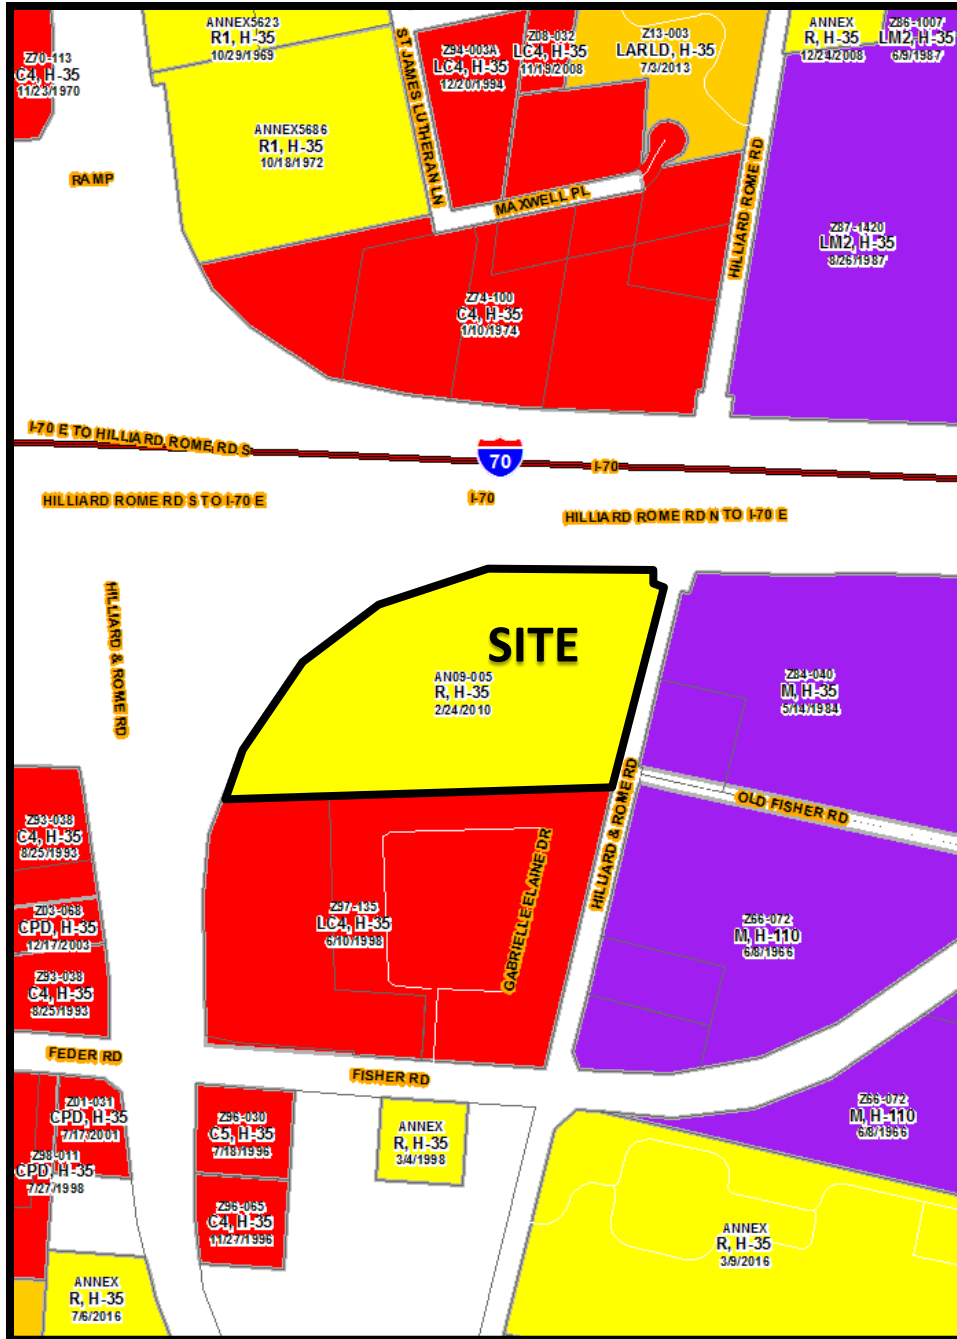 ANNEX5623
R1, H-35
10/29/1969
Z70-113
C4, H-35
11/23/1970
ST JAMES LUTHERAN LN
Z94-003A
LC4, H-35
12/20/1994
Z08-032
LC4, H-35
11/19/2008
Z13-003
LARLD, H-35
7/3/2013
ANNEX
R, H-35
12/24/2008
Z86-1007
LM2, H-35
6/9/1987
ANNEX5686
R1, H-35
10/18/1972
RAMP
MAXWELL PL
HILLIARD ROME RD
Z87-1420
LM2, H-35
8/26/1987
Z74-100
C4, H-35
1/10/1974
I-70 E TO HILLIARD ROME RD S
70
I-70
HILLIARD ROME RD S TO I-70 E
I-70
HILLIARD ROME RD N TO I-70 E
HILLIARD & ROME RD
SITE
AN09-005
R, H-35
2/24/2010
Z84-040
M, H-35
5/14/1984
HILLIARD & ROME RD
OLD FISHER RD
Z93-038
C4, H-35
8/25/1993
GABRIELLE ELAINE DR
Z97-135
LC4, H-35
6/10/1998
Z03-068
CPD, H-35
12/17/2003
Z66-072
M, H-110
6/8/1966
Z93-038
C4, H-35
8/25/1993
FEDER RD
FISHER RD
Z01-031
CPD, H-35
7/17/2001
Z96-030
C5, H-35
7/18/1996
ANNEX
R, H-35
3/4/1998
Z66-072
M, H-110
6/8/1966
Z98-011
CPD, H-35
7/27/1998
Z96-065
C4, H-35
11/27/1996
ANNEX
R, H-35
3/9/2016
ANNEX
R, H-35
7/6/2016